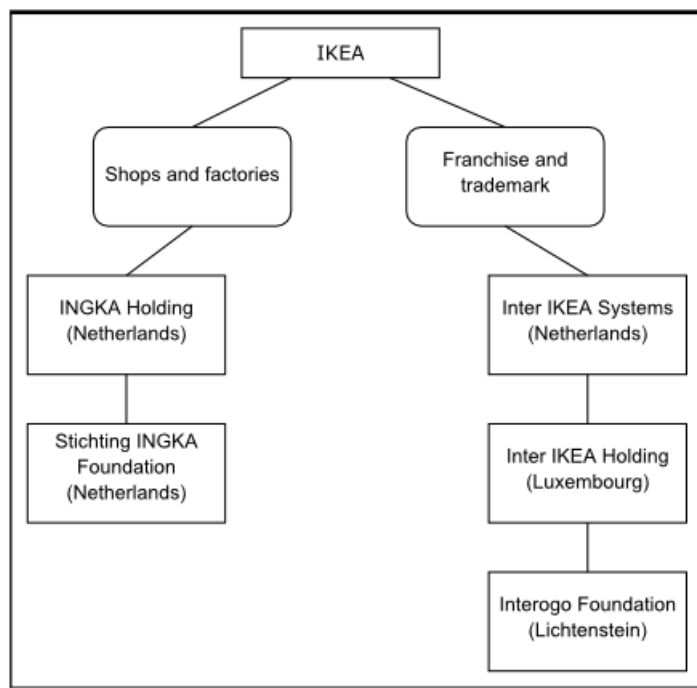 IKEA
Shops and factories
Franchise and
trademark
INGKA Holding
(Netherlands)
Inter IKEA Systems
(Netherlands)
Stichting INGKA
Foundation
(Netherlands)
Inter IKEA Holding
(Luxembourg)
Interogo Foundation
(Lichtenstein)